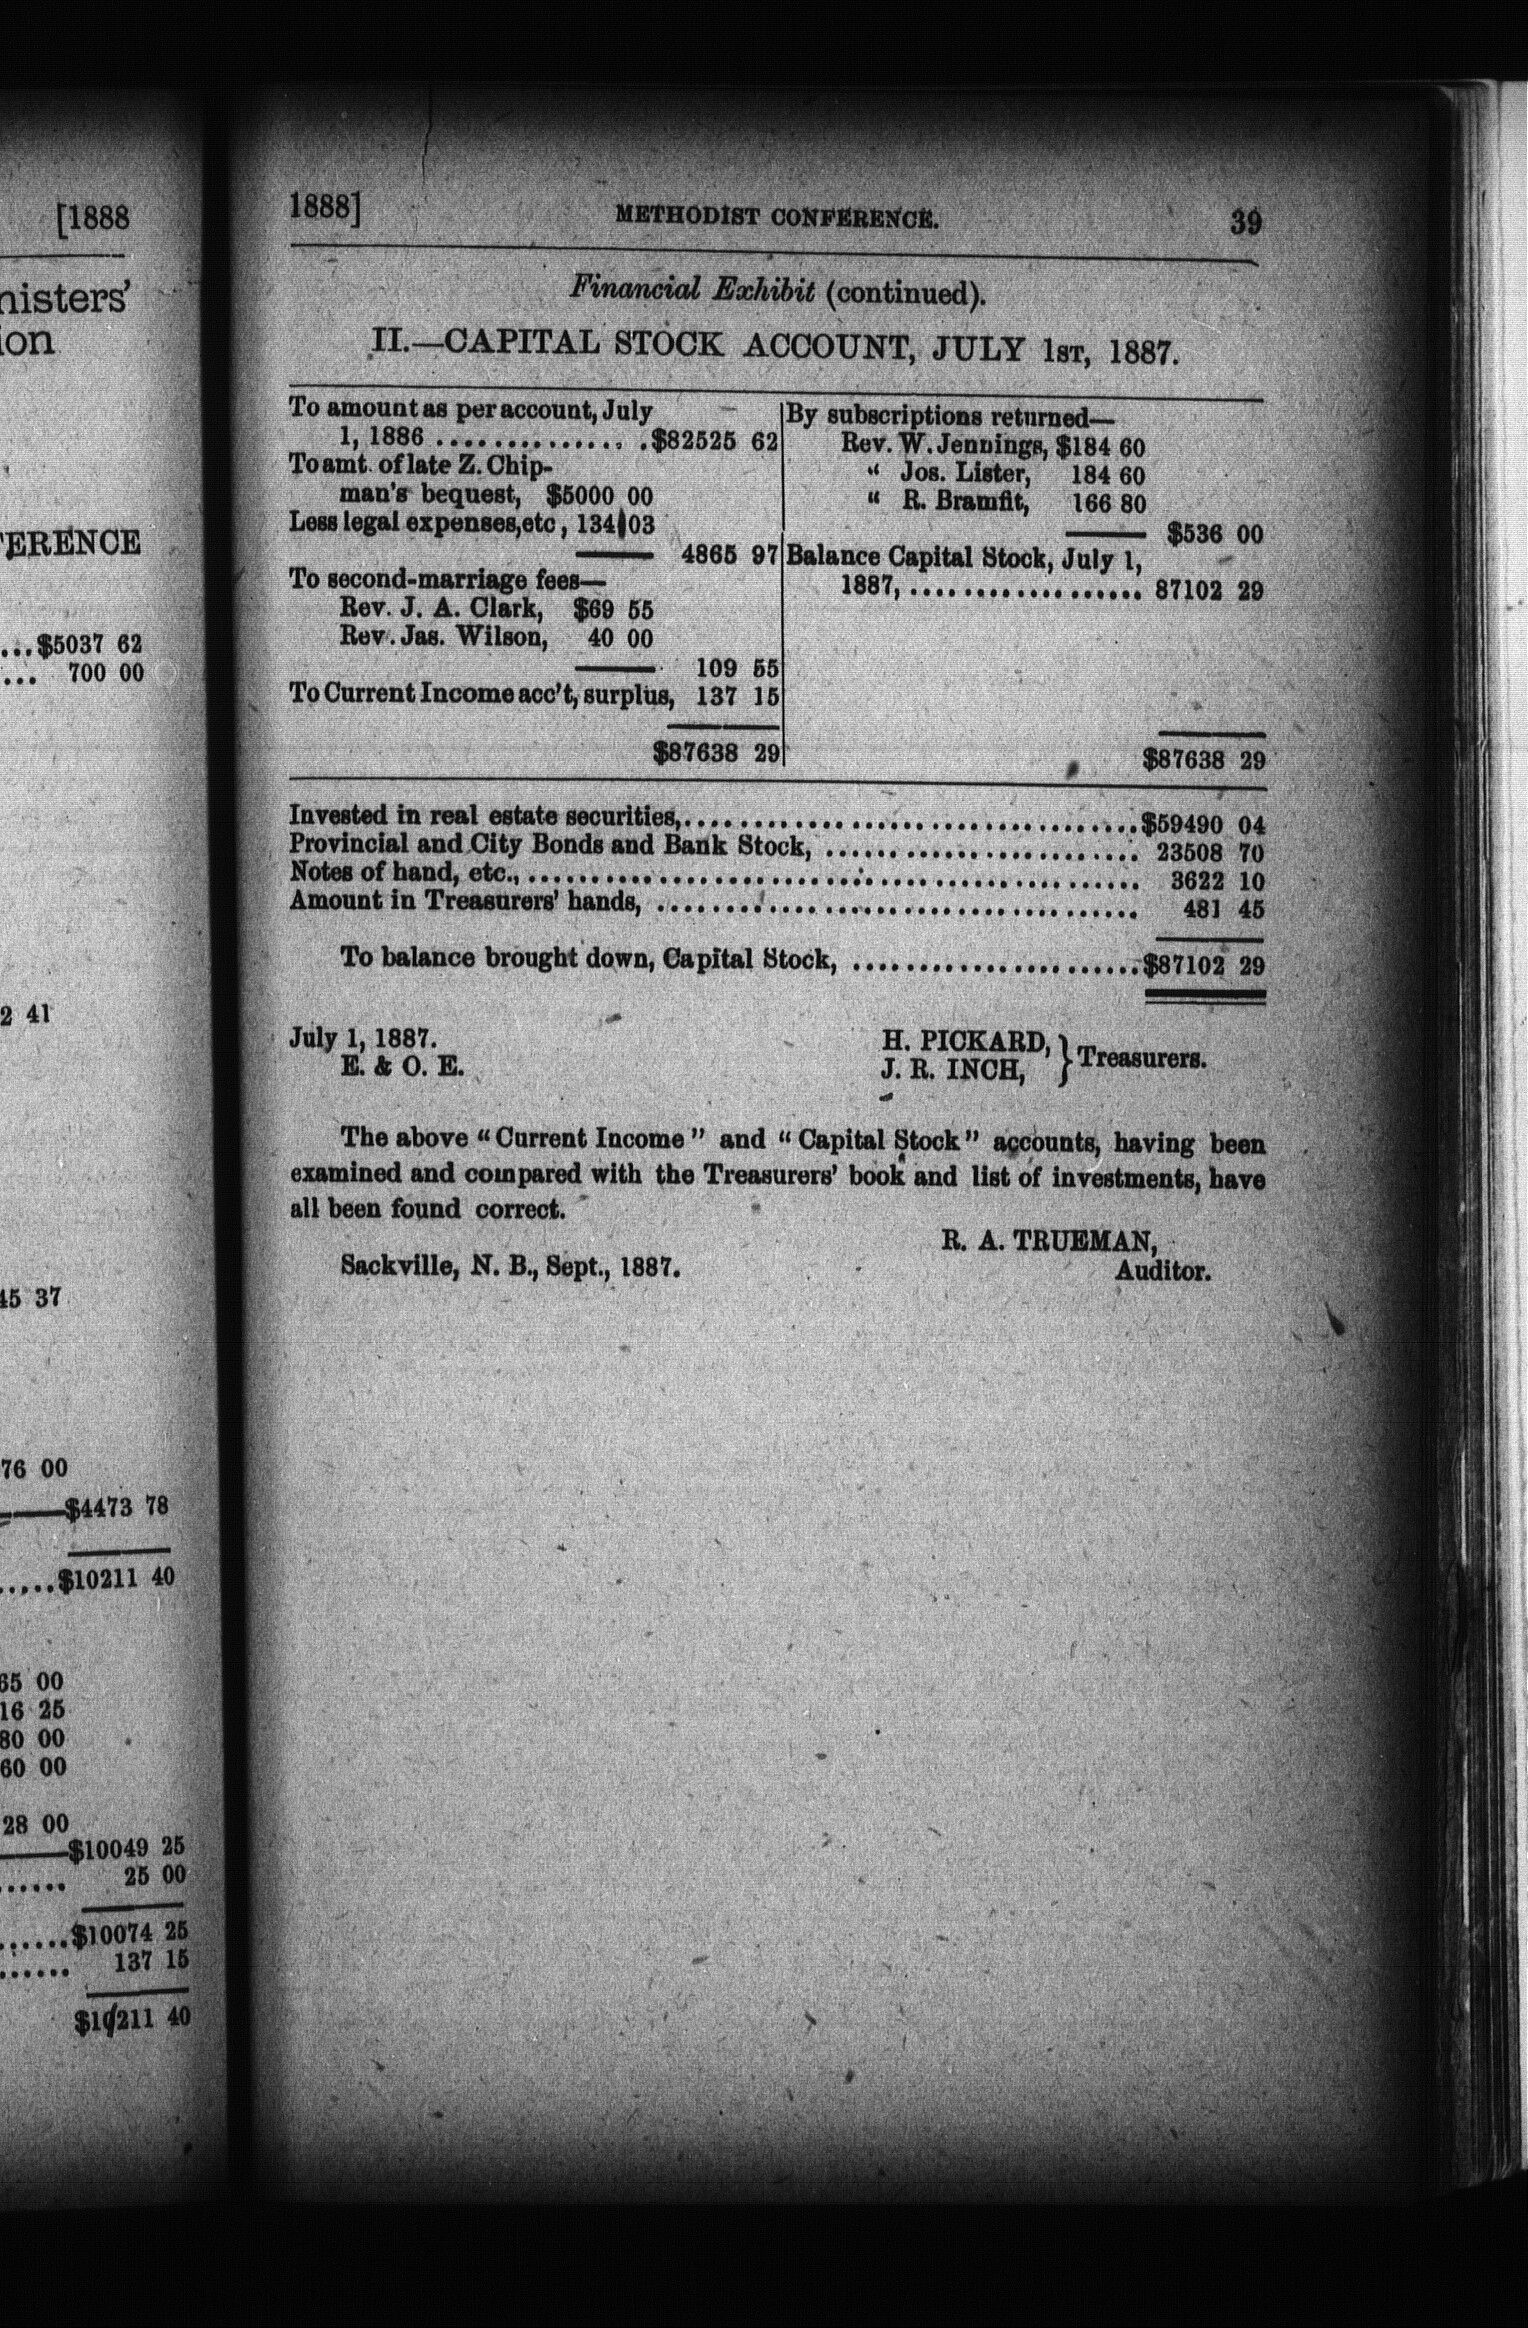 [1888
nisters'
ion
ERENCE
...$5037 62
... 700 00
2 41
45 37
76 00
$4473 78
.....$10211 40
65 00
16 25
80 00
60 00
28 00
$10049 25
...... 25 00
......$10074 25
...... 137 15
$10211 40
1888] METHODIST CONFERENCE. 39
Financial Exhibit (continued).
II.—CAPITAL STOCK ACCOUNT, JULY 1ST, 1887.
To amount as per account, July
1, 1886 ................$82525 62
To amt. of late Z. Chip-
man's bequest, $5000 00
Less legal expenses, etc, 134 03
4865 97
To second-marriage fees—
Rev. J. A. Clark, $69 55
Rev. Jas. Wilson, 40 00
109 55
To Current Income acc't, surplus, 137 15
$87638 29
By subscriptions returned—
Rev. W. Jennings, $184 60
" Jos. Lister, 184 60
" R. Bramfit, 166 80
$536 00
Balance Capital Stock, July 1,
1887, .................. 87102 29
$87638 29
Invested in real estate securities,..................................$59490 04
Provincial and City Bonds and Bank Stock, ........................ 23508 70
Notes of hand, etc., .............................................. 3622 10
Amount in Treasurers' hands, .................................... 481 45
To balance brought down, Capital Stock, ......................$87102 29
July 1, 1887.
E. & O. E.
H. PICKARD,
J. R. INCH, } Treasurers.
The above "Current Income" and "Capital Stock" accounts, having been
examined and compared with the Treasurers' book and list of investments, have
all been found correct.
R. A. TRUEMAN,
Sackville, N. B., Sept., 1887. Auditor.